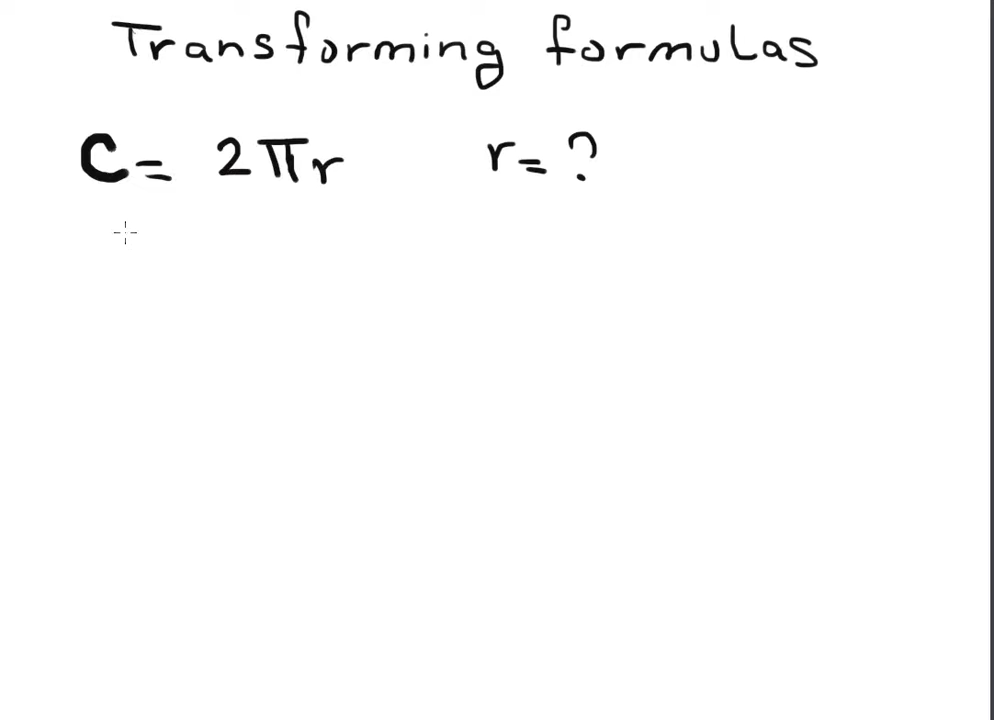 Transforming formulas
C = 2πr r = ?